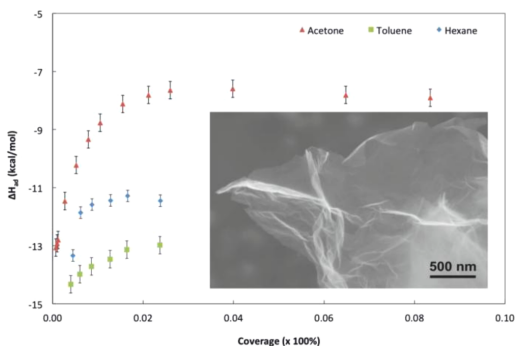 -5
Acetone Toluene Hexane
-7
-9
ΔHad (kcal/mol)
-11
-13
500 nm
-15
0.00 0.02 0.04 0.06 0.08 0.10
Coverage (x 100%)